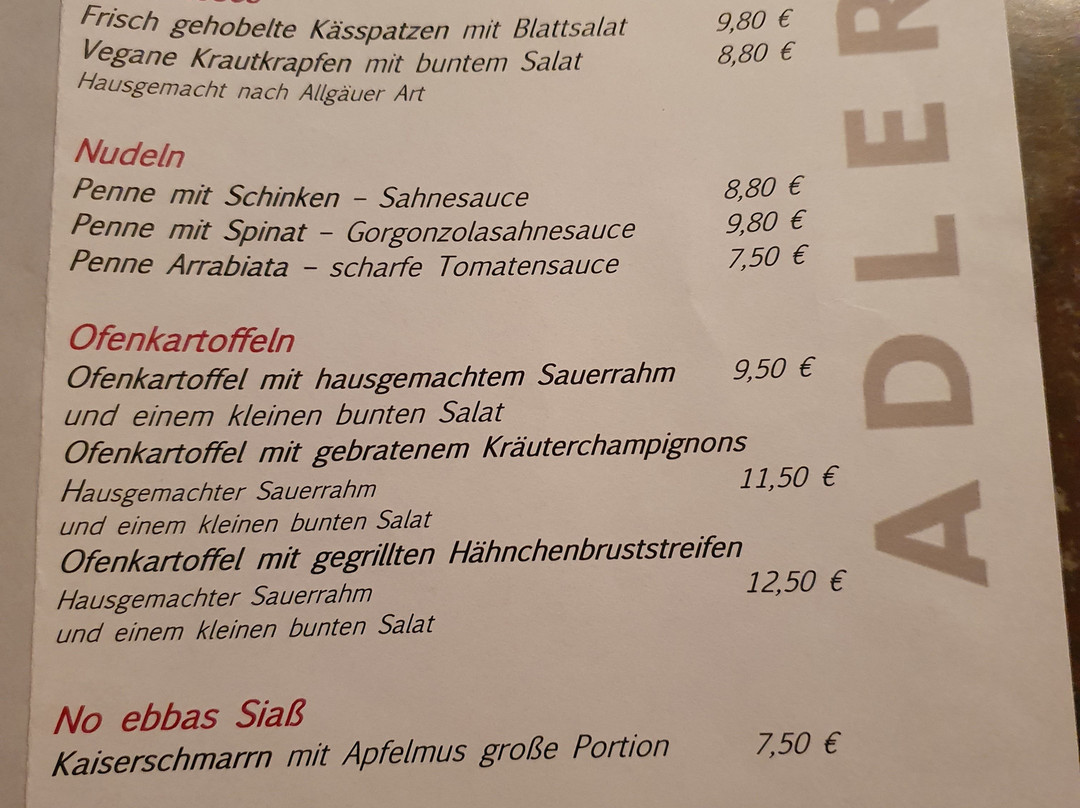 Frisch gehobelte Kässpatzen mit Blattsalat 9,80 €
Vegane Krautkrapfen mit buntem Salat 8,80 €
Hausgemacht nach Allgäuer Art
Nudeln
Penne mit Schinken – Sahnesauce 8,80 €
Penne mit Spinat – Gorgonzolasahnesauce 9,80 €
Penne Arrabiata – scharfe Tomatensauce 7,50 €
Ofenkartoffeln
Ofenkartoffel mit hausgemachtem Sauerrahm 9,50 €
und einem kleinen bunten Salat
Ofenkartoffel mit gebratenem Kräuterchampignons
11,50 €
Hausgemachter Sauerrahm
und einem kleinen bunten Salat
Ofenkartoffel mit gegrillten Hähnchenbruststreifen
12,50 €
Hausgemachter Sauerrahm
und einem kleinen bunten Salat
No ebbas Siaß
Kaiserschmarrn mit Apfelmus große Portion 7,50 €
ADLER